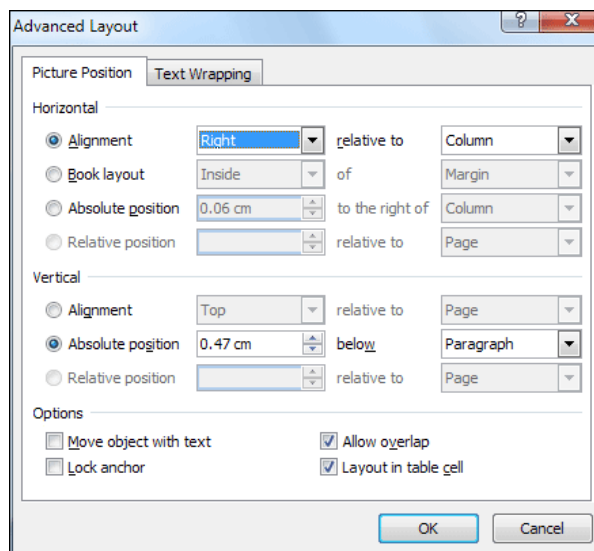 Advanced Layout ? X
Picture Position Text Wrapping
Horizontal
Alignment Right relative to Column
Book layout Inside of Margin
Absolute position 0.06 cm to the right of Column
Relative position relative to Page
Vertical
Alignment Top relative to Page
Absolute position 0.47 cm below Paragraph
Relative position relative to Page
Options
Move object with text Allow overlap
Lock anchor Layout in table cell
OK Cancel